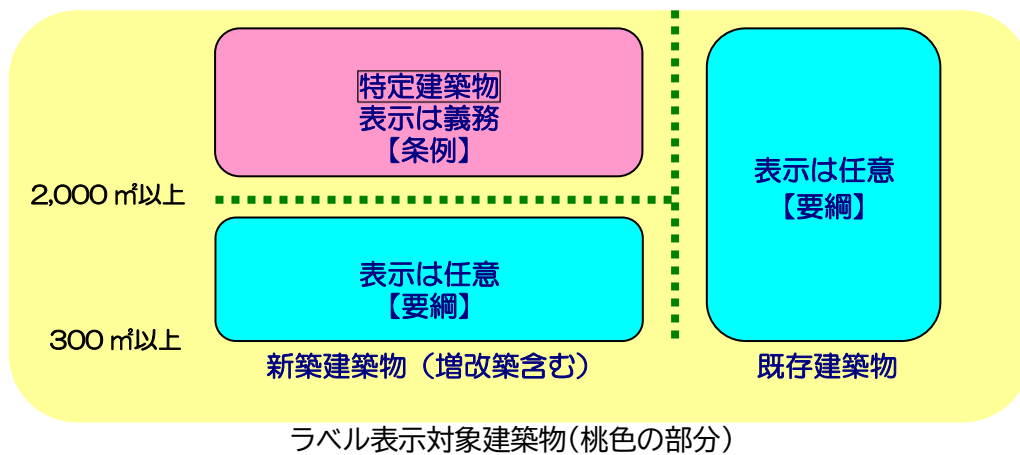 特定建築物
表示は義務
【条例】
2,000 ㎡以上
表示は任意
【要綱】
300 ㎡以上
新築建築物（増改築含む）
表示は任意
【要綱】
既存建築物
ラベル表示対象建築物（桃色の部分）